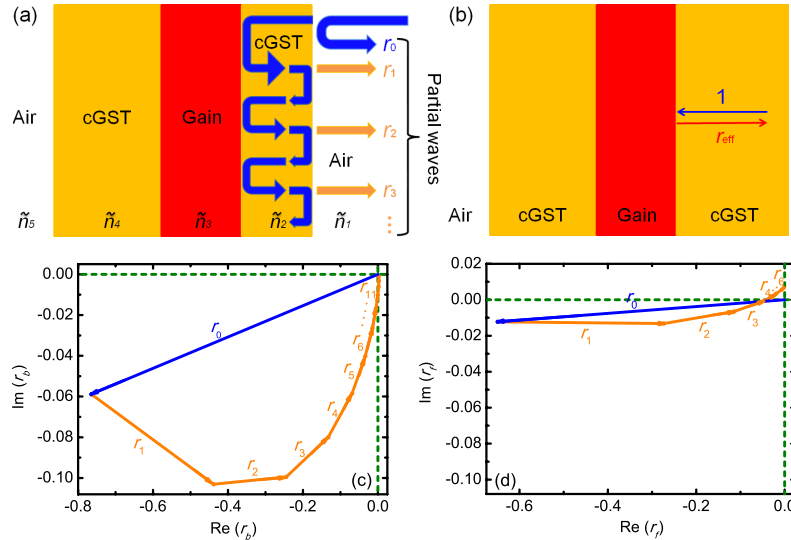 (a)
cGST
r0
r1
Air
cGST
Gain
r2
Air
r3
⋮
Partial waves
ñ5
ñ4
ñ3
ñ2
ñ1
(b)
1
reff
Air
cGST
Gain
cGST
0.00
-0.02
-0.04
-0.06
-0.08
-0.10
Im (rb)
r0
r1
r2
r3
r4
r5
r6
r11
(c)
-0.8
-0.6
-0.4
-0.2
0.0
Re (rb)
0.02
0.00
-0.02
-0.04
-0.06
-0.08
-0.10
Im (rf)
r0
r1
r2
r3
r4
r6
(d)
-0.6
-0.4
-0.2
0.0
Re (rf)